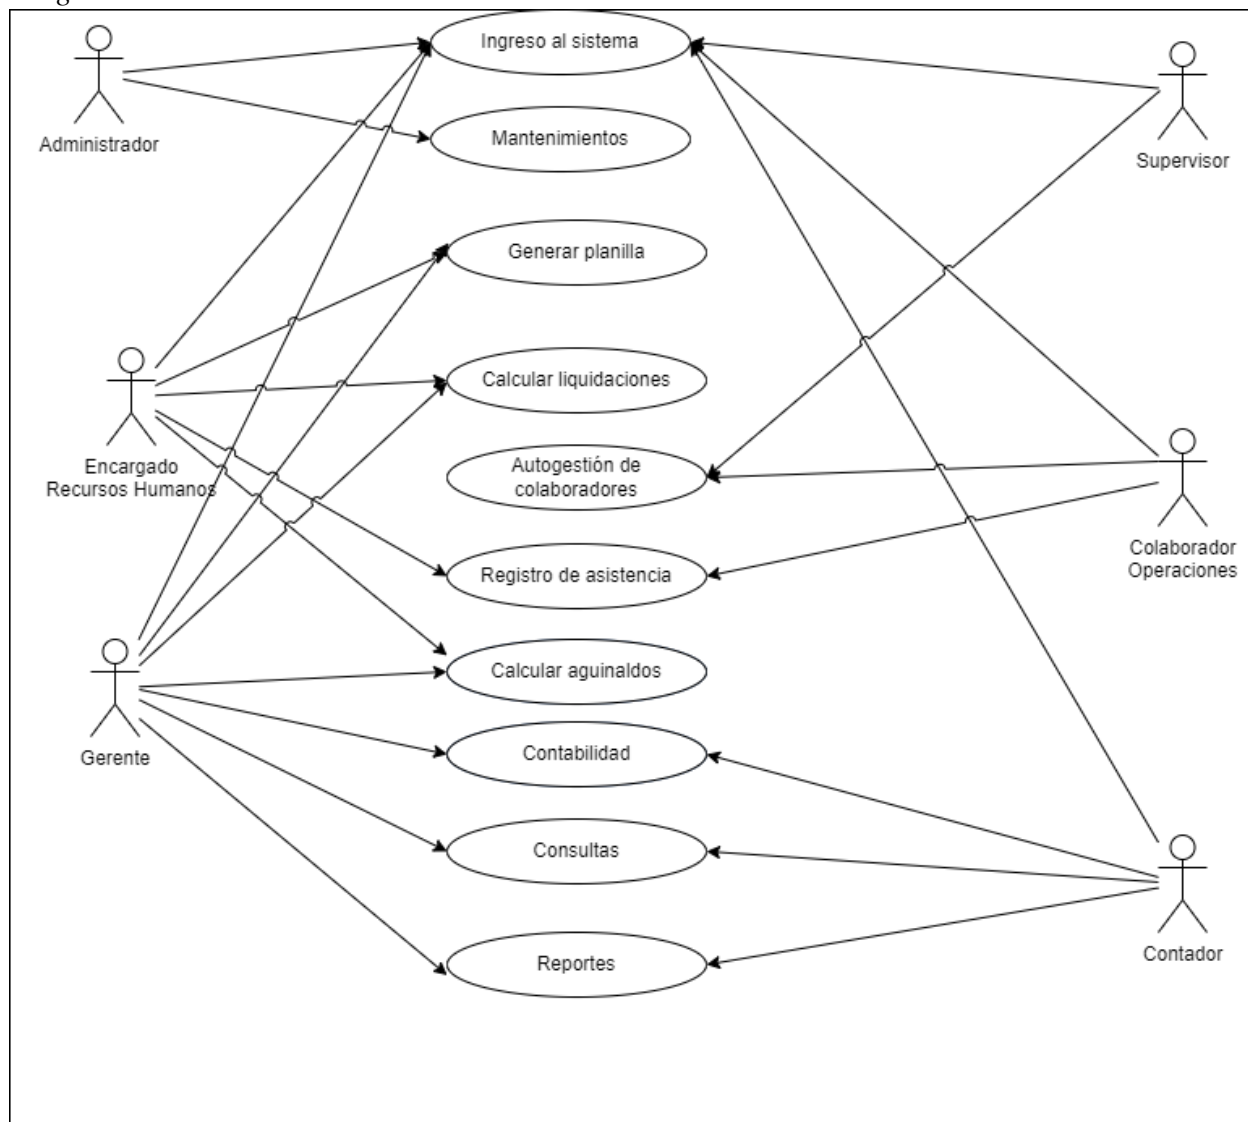 Ingreso al sistema
Administrador
Mantenimientos
Supervisor
Generar planilla
Calcular liquidaciones
Encargado
Recursos Humanos
Autogestión de
colaboradores
Colaborador
Operaciones
Registro de asistencia
Calcular aguinaldos
Gerente
Contabilidad
Consultas
Contador
Reportes